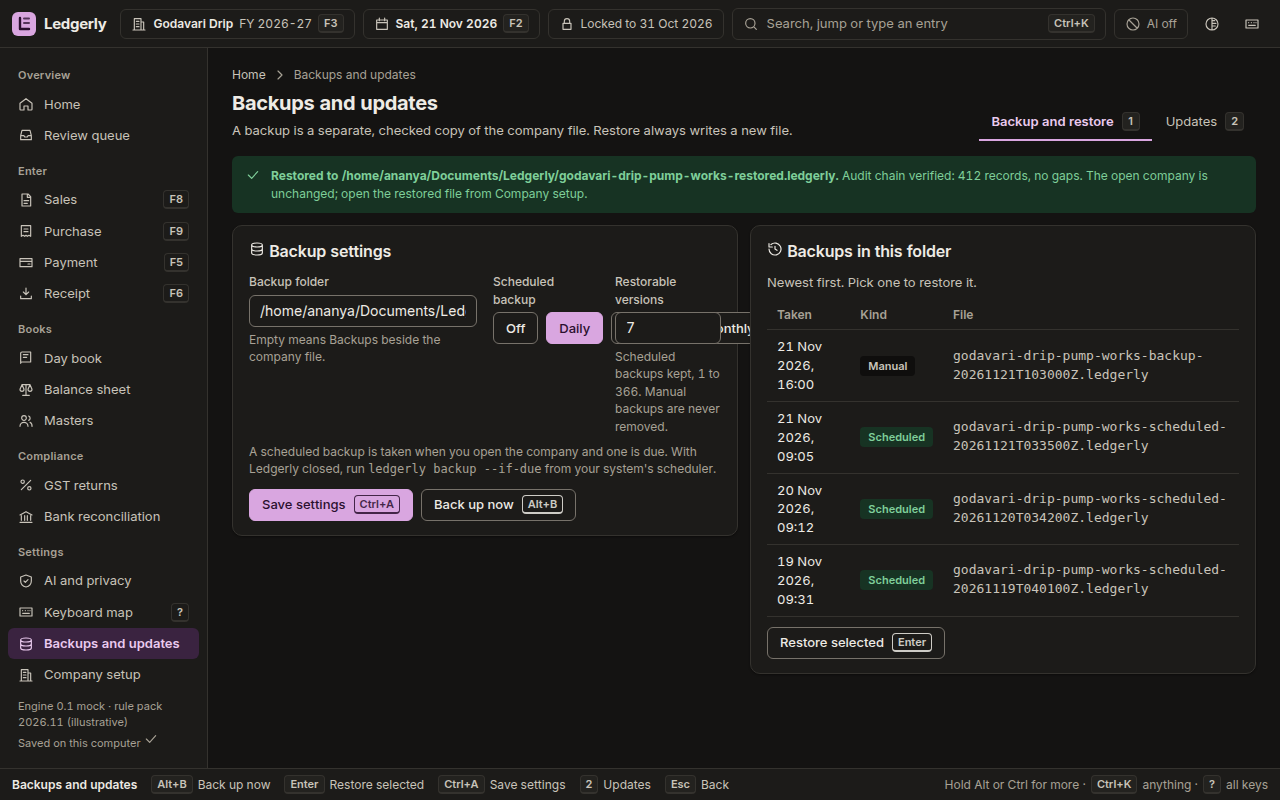 Ledgerly
Godavari Drip FY 2026-27 F3
Sat, 21 Nov 2026 F2
Locked to 31 Oct 2026
Search, jump or type an entry Ctrl+K
AI off
Overview
Home
Review queue
Enter
Sales F8
Purchase F9
Payment F5
Receipt F6
Books
Day book
Balance sheet
Masters
Compliance
GST returns
Bank reconciliation
Settings
AI and privacy
Keyboard map ?
Backups and updates
Company setup
Engine 0.1 mock · rule pack
2026.11 (illustrative)
Saved on this computer
Home > Backups and updates
Backups and updates
A backup is a separate, checked copy of the company file. Restore always writes a new file.
Backup and restore 1
Updates 2
Restored to /home/ananya/Documents/Ledgerly/godavari-drip-pump-works-restored.ledgerly. Audit chain verified: 412 records, no gaps. The open company is
unchanged; open the restored file from Company setup.
Backup settings
Backup folder
/home/ananya/Documents/Led
Empty means Backups beside the
company file.
Scheduled
backup
Off Daily
Restorable
versions
7
Scheduled
backups kept, 1 to
366. Manual
backups are never
removed.
A scheduled backup is taken when you open the company and one is due. With
Ledgerly closed, run ledgerly backup --if-due from your system's scheduler.
Save settings Ctrl+A
Back up now Alt+B
Backups in this folder
Newest first. Pick one to restore it.
Taken Kind File
21 Nov
2026,
16:00
Manual
godavari-drip-pump-works-backup-
20261121T103000Z.ledgerly
21 Nov
2026,
09:05
Scheduled
godavari-drip-pump-works-scheduled-
20261121T033500Z.ledgerly
20 Nov
2026,
09:12
Scheduled
godavari-drip-pump-works-scheduled-
20261120T034200Z.ledgerly
19 Nov
2026,
09:31
Scheduled
godavari-drip-pump-works-scheduled-
20261119T040100Z.ledgerly
Restore selected Enter
Backups and updates Alt+B Back up now Enter Restore selected Ctrl+A Save settings 2 Updates Esc Back
Hold Alt or Ctrl for more · Ctrl+K anything · ? all keys